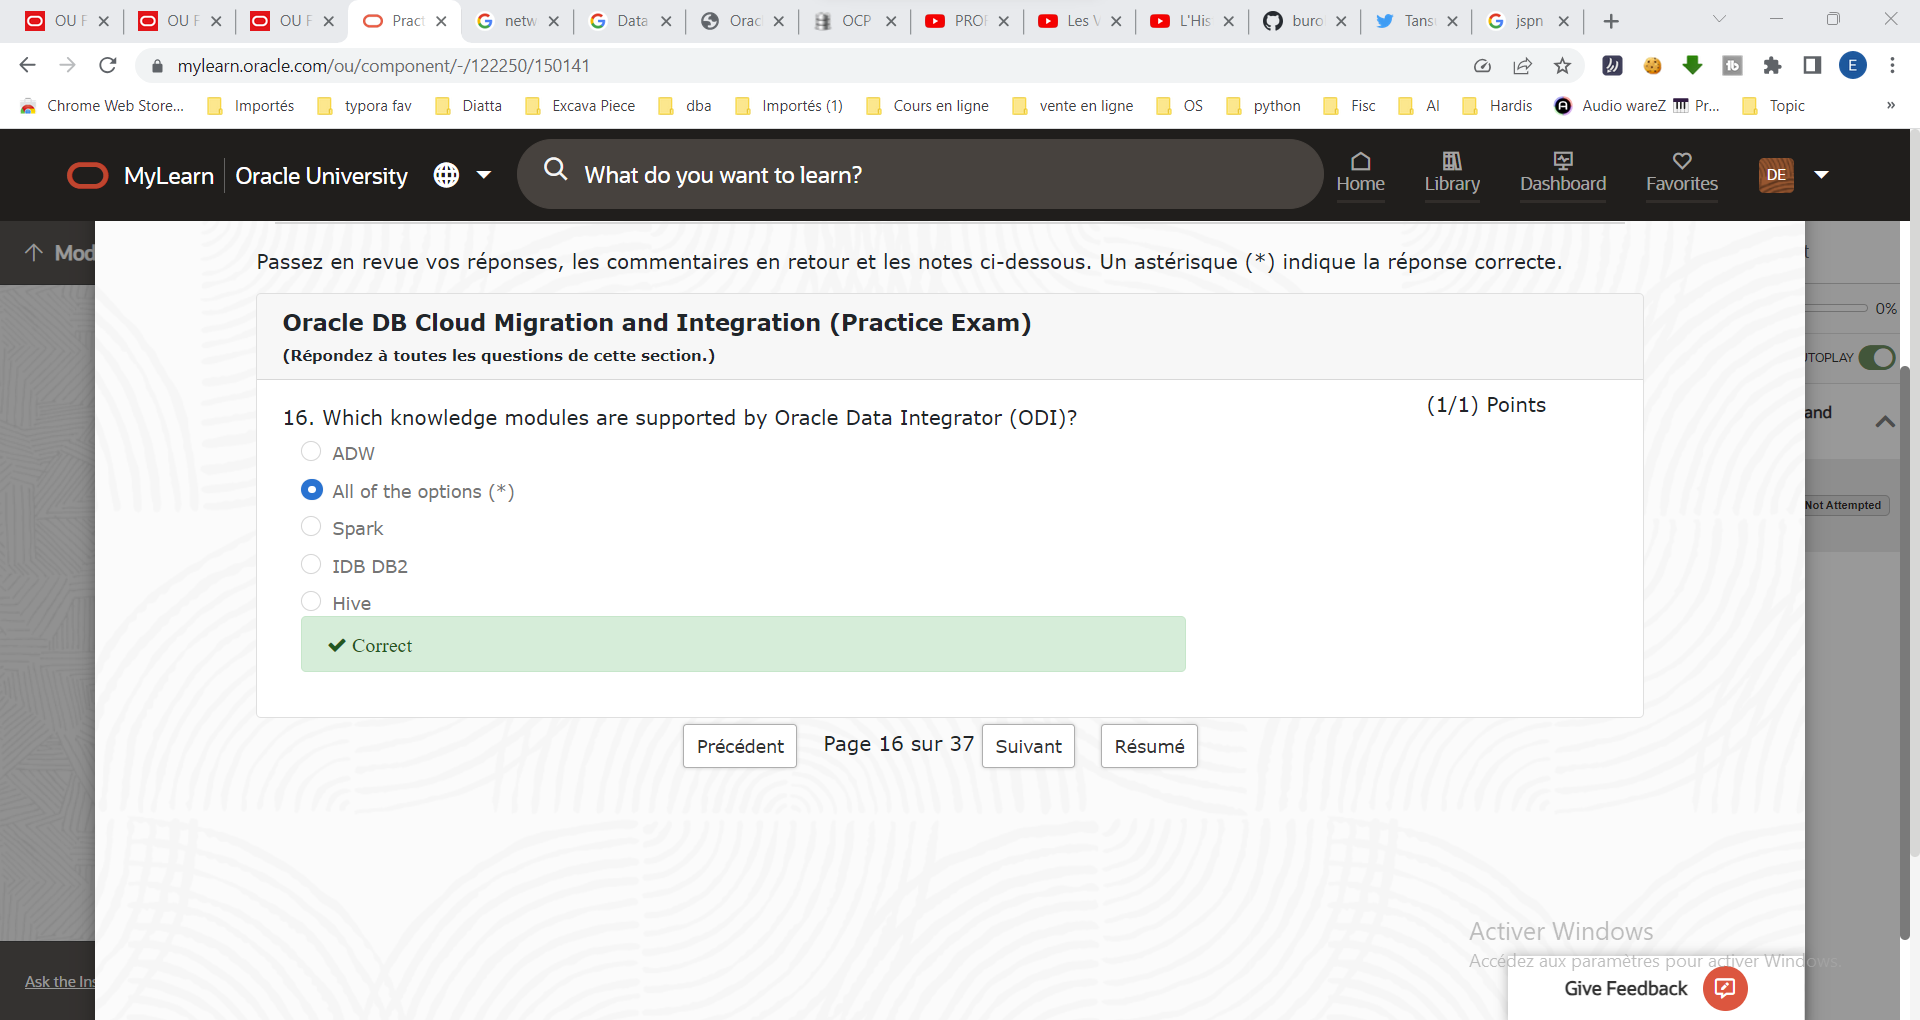 OU F
OU F
OU F
Pract
netw
Data
Orac
OCP
PROF
Les V
L'His
buro
Tans
jspn
mylearn.oracle.com/ou/component/-/122250/150141
E
Chrome Web Store...
Importés
typora fav
Diatta
Excava Piece
dba
Importés (1)
Cours en ligne
vente en ligne
OS
python
Fisc
AI
Hardis
Audio wareZ
Pr...
Topic
»
MyLearn
Oracle University
What do you want to learn?
Home
Library
Dashboard
Favorites
DE
Mod
Passez en revue vos réponses, les commentaires en retour et les notes ci-dessous. Un astérisque (*) indique la réponse correcte.
t
0%
Oracle DB Cloud Migration and Integration (Practice Exam)
(Répondez à toutes les questions de cette section.)
UTOPLAY
and
16. Which knowledge modules are supported by Oracle Data Integrator (ODI)?
(1/1) Points
ADW
All of the options (*)
Spark
IDB DB2
Hive
Not Attempted
Correct
Précédent
Page 16 sur 37
Suivant
Résumé
Activer Windows
Accédez aux paramètres pour activer Windows.
Ask the Ins
Give Feedback